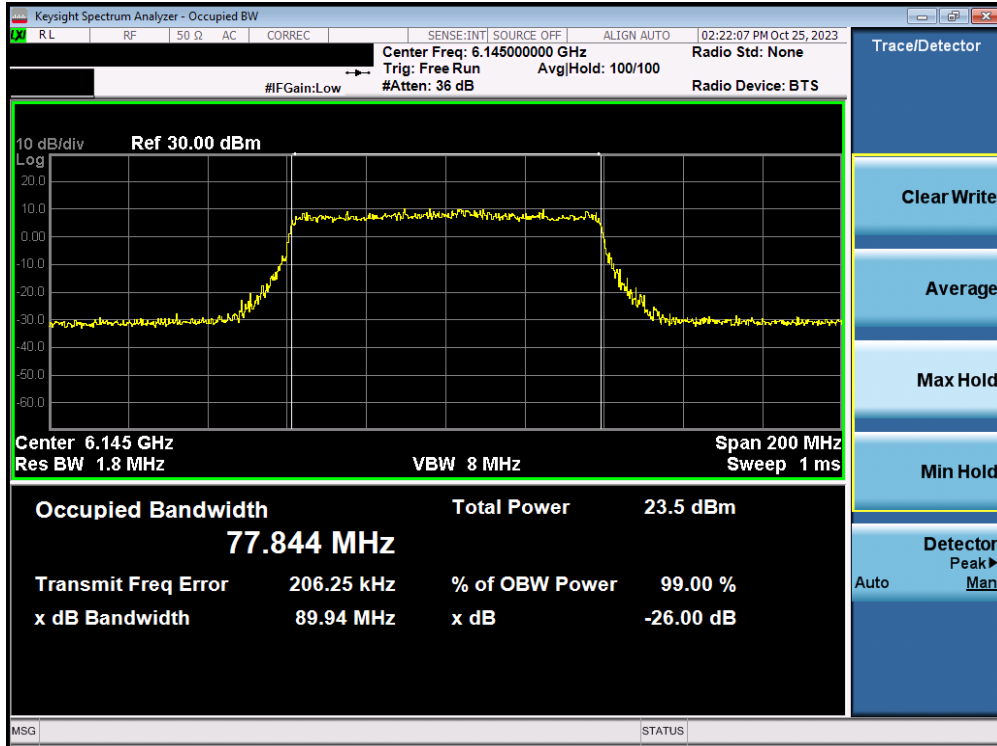 Keysight Spectrum Analyzer - Occupied BW
LXI RL RF 50 Ω AC CORREC SENSE:INT SOURCE OFF ALIGN AUTO 02:22:07 PM Oct 25, 2023
Center Freq: 6.145000000 GHz Radio Std: None
Trig: Free Run Avg|Hold: 100/100
#IFGain:Low #Atten: 36 dB Radio Device: BTS
Trace/Detector
10 dB/div Ref 30.00 dBm
Log
20.0
10.0
0.00
-10.0
-20.0
-30.0
-40.0
-50.0
-60.0
Center 6.145 GHz Span 200 MHz
Res BW 1.8 MHz VBW 8 MHz Sweep 1 ms
Occupied Bandwidth Total Power 23.5 dBm
77.844 MHz
Transmit Freq Error 206.25 kHz % of OBW Power 99.00 %
x dB Bandwidth 89.94 MHz x dB -26.00 dB
Clear Write
Average
Max Hold
Min Hold
Detector
Peak▶
Auto Man
MSG STATUS